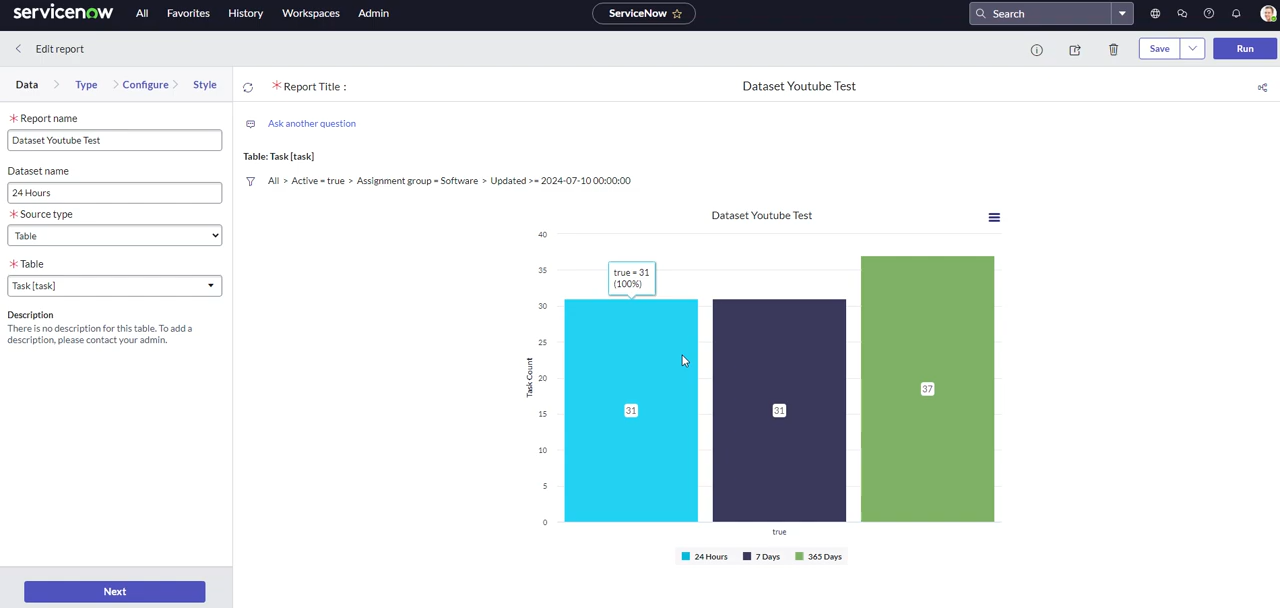 servicenow All Favorites History Workspaces Admin ServiceNow Search
Edit report Save Run
Data Type Configure Style
* Report name
Dataset Youtube Test
Dataset name
24 Hours
* Source type
Table
* Table
Task [task]
Description
There is no description for this table. To add a
description, please contact your admin.
Next
* Report Title : Dataset Youtube Test
Ask another question
Table: Task [task]
All > Active = true > Assignment group = Software > Updated >= 2024-07-10 00:00:00
Dataset Youtube Test
40
35
30
25
20
15
10
5
0
Task Count
true = 31
(100%)
31
31
37
true
24 Hours 7 Days 365 Days